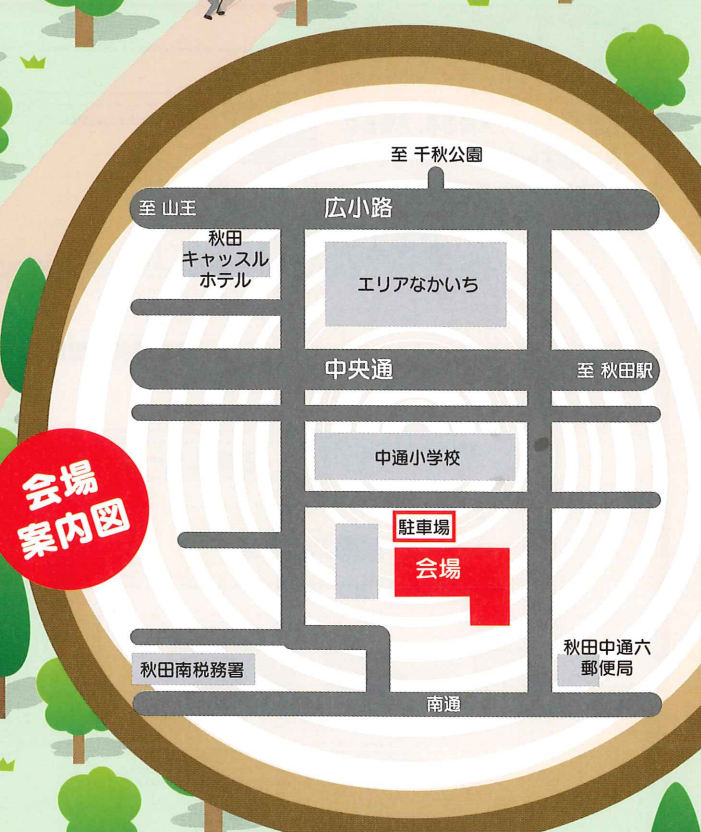 至 千秋公園
至 山王
広小路
秋田
キャッスル
ホテル
エリアなかいち
中央通
至 秋田駅
中通小学校
会場
案内図
駐車場
会場
秋田中通六
郵便局
秋田南税務署
南通